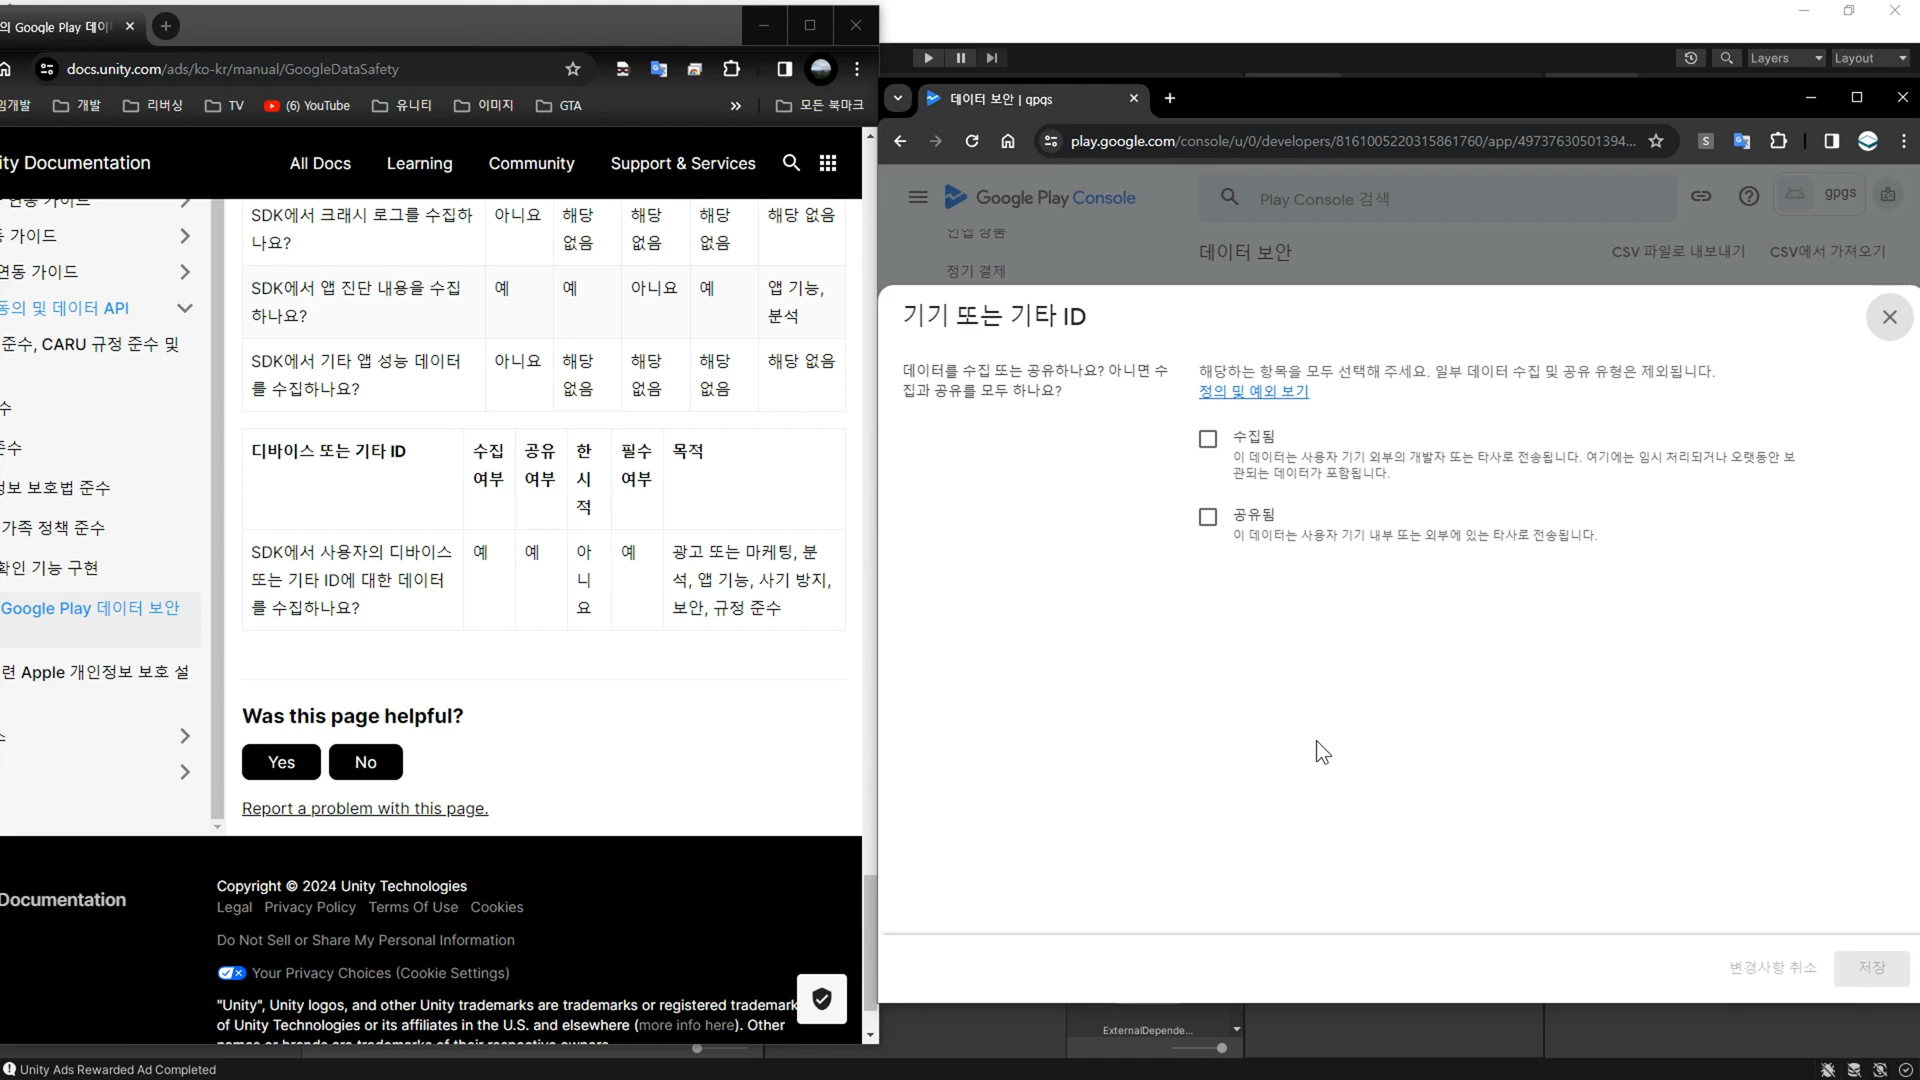 의 Google Play 데이
docs.unity.com/ads/ko-kr/manual/GoogleDataSafety
임개발 개발 리버싱 TV (6) YouTube 유니티 이미지 GTA » 모든 북마크
ity Documentation All Docs Learning Community Support & Services
연동 가이드
가이드
연동 가이드
동의 및 데이터 API
준수, CARU 규정 준수 및
수
준수
정보 보호법 준수
가족 정책 준수
확인 기능 구현
Google Play 데이터 보안
련 Apple 개인정보 보호 설
SDK에서 크래시 로그를 수집하나요? 아니요 해당 없음 해당 없음 해당 없음 해당 없음
SDK에서 앱 진단 내용을 수집하나요? 예 예 아니요 예 앱 기능, 분석
SDK에서 기타 앱 성능 데이터를 수집하나요? 아니요 해당 없음 해당 없음 해당 없음 해당 없음
디바이스 또는 기타 ID 수집 여부 공유 여부 한시적 필수 여부 목적
SDK에서 사용자의 디바이스 또는 기타 ID에 대한 데이터를 수집하나요? 예 예 아니요 예 광고 또는 마케팅, 분석, 앱 기능, 사기 방지, 보안, 규정 준수
Was this page helpful?
Yes No
Report a problem with this page.
Documentation
Copyright © 2024 Unity Technologies
Legal Privacy Policy Terms Of Use Cookies
Do Not Sell or Share My Personal Information
Your Privacy Choices (Cookie Settings)
"Unity", Unity logos, and other Unity trademarks are trademarks or registered trademark
of Unity Technologies or its affiliates in the U.S. and elsewhere (more info here). Other
names or brands are trademarks of their respective owners.
Unity Ads Rewarded Ad Completed
Layers Layout
데이터 보안 | gpgs
play.google.com/console/u/0/developers/8161005220315861760/app/49737630501394...
Google Play Console
Play Console 검색
gpgs
인앱 상품
정기 결제
데이터 보안
CSV 파일로 내보내기 CSV에서 가져오기
기기 또는 기타 ID
데이터를 수집 또는 공유하나요? 아니면 수
집과 공유를 모두 하나요?
해당하는 항목을 모두 선택해 주세요. 일부 데이터 수집 및 공유 유형은 제외됩니다.
정의 및 예외 보기
수집됨
이 데이터는 사용자 기기 외부의 개발자 또는 타사로 전송됩니다. 여기에는 임시 처리되거나 오랫동안 보
관되는 데이터가 포함됩니다.
공유됨
이 데이터는 사용자 기기 내부 또는 외부에 있는 타사로 전송됩니다.
변경사항 취소 저장
ExternalDepende...